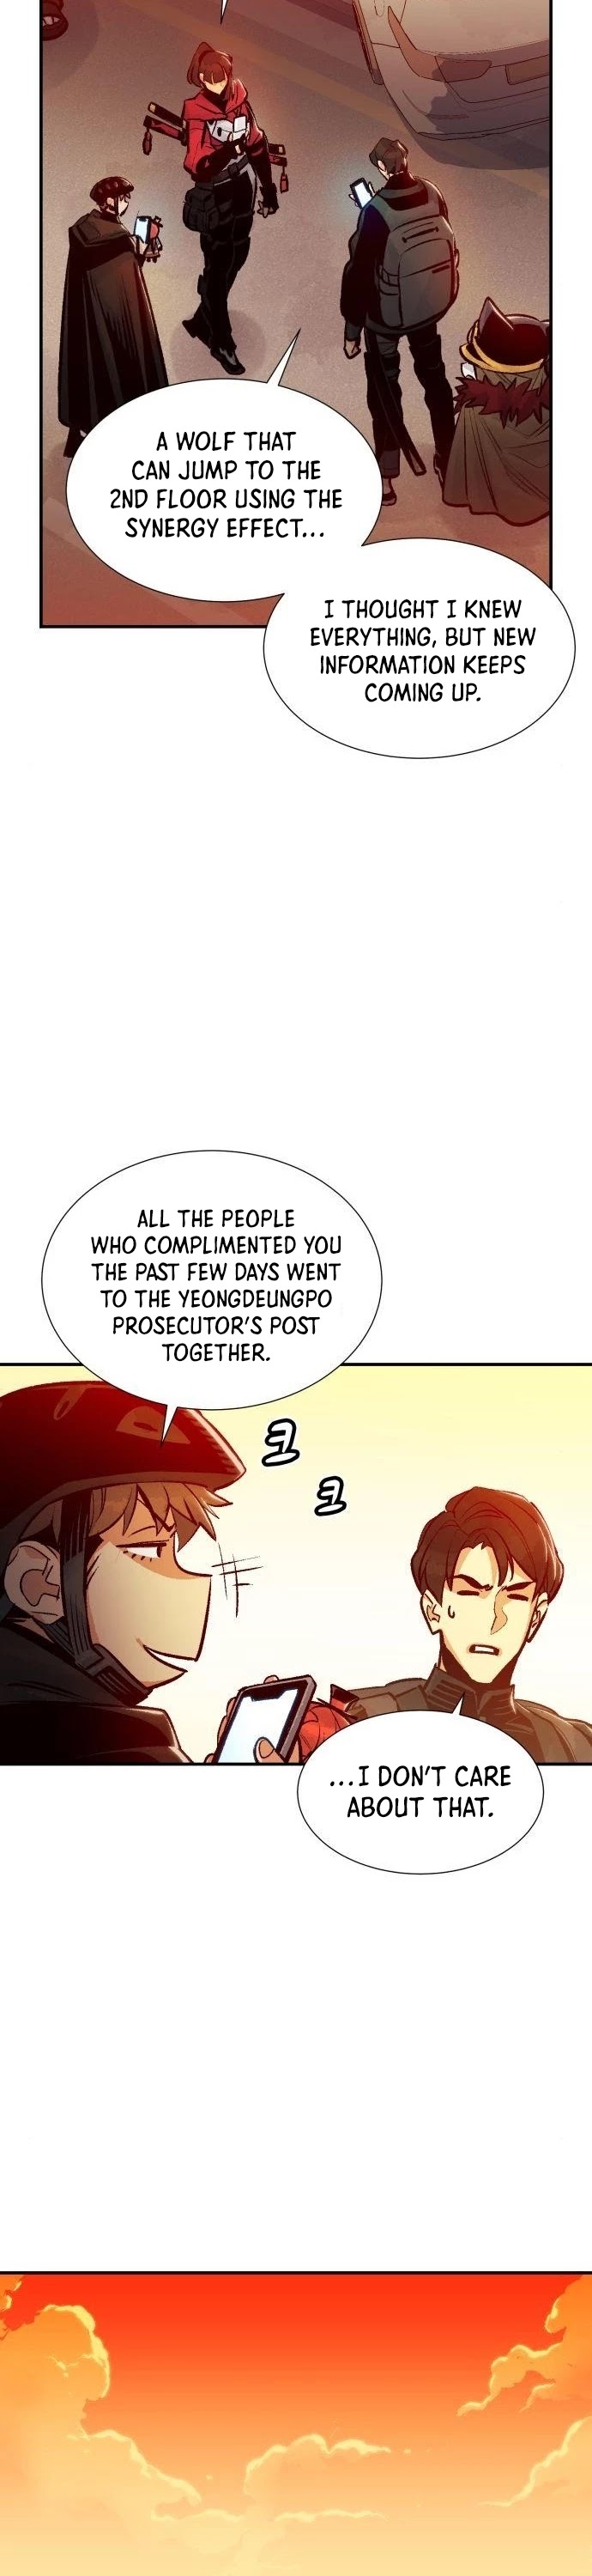 A WOLF THAT
CAN JUMP TO THE
2ND FLOOR USING THE
SYNERGY EFFECT...
I THOUGHT I KNEW
EVERYTHING, BUT NEW
INFORMATION KEEPS
COMING UP.
ALL THE PEOPLE
WHO COMPLIMENTED YOU
THE PAST FEW DAYS WENT
TO THE YEONGDEUNGPO
PROSECUTOR'S POST
TOGETHER.
크
크
...I DON'T CARE
ABOUT THAT.